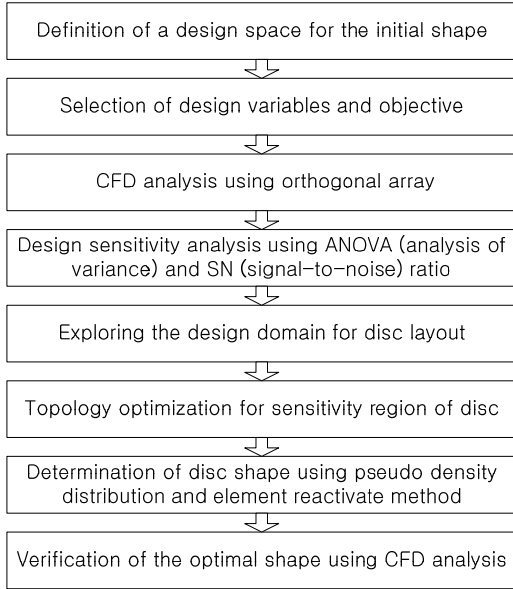 Definition of a design space for the initial shape
Selection of design variables and objective
CFD analysis using orthogonal array
Design sensitivity analysis using ANOVA (analysis of
variance) and SN (signal-to-noise) ratio
Exploring the design domain for disc layout
Topology optimization for sensitivity region of disc
Determination of disc shape using pseudo density
distribution and element reactivate method
Verification of the optimal shape using CFD analysis